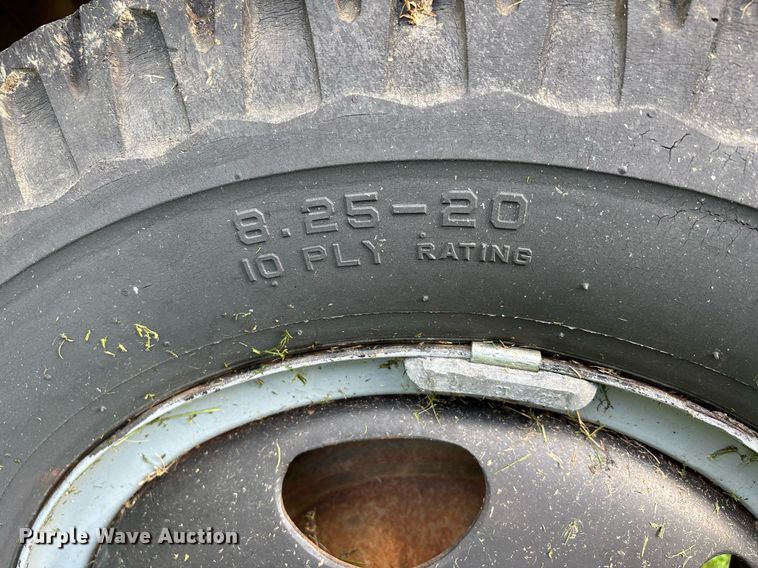 8.25-20
10 PLY RATING
Purple Wave Auction